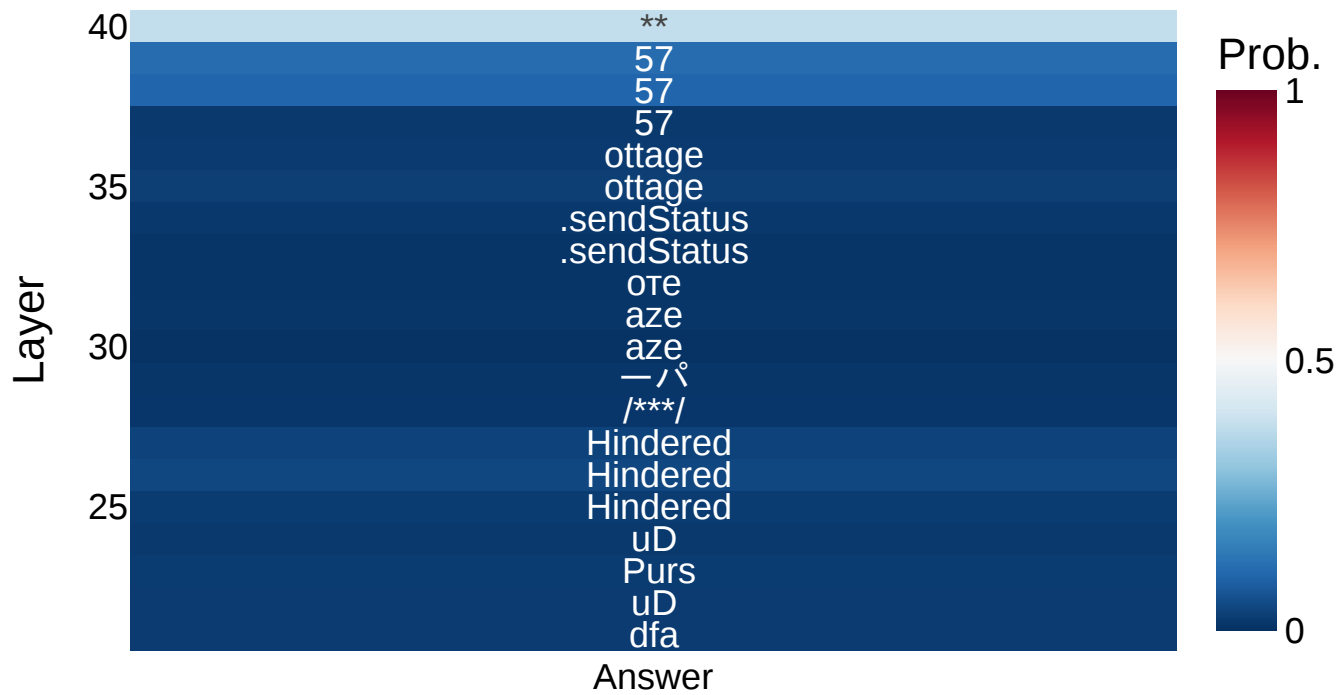 40
**
57
57
57
ottage
35
ottage
.sendStatus
.sendStatus
оте
aze
30
aze
ーパ
/***/
Hindered
Hindered
25
Hindered
uD
Purs
uD
dfa
Layer
Answer
Prob.
1
0.5
0